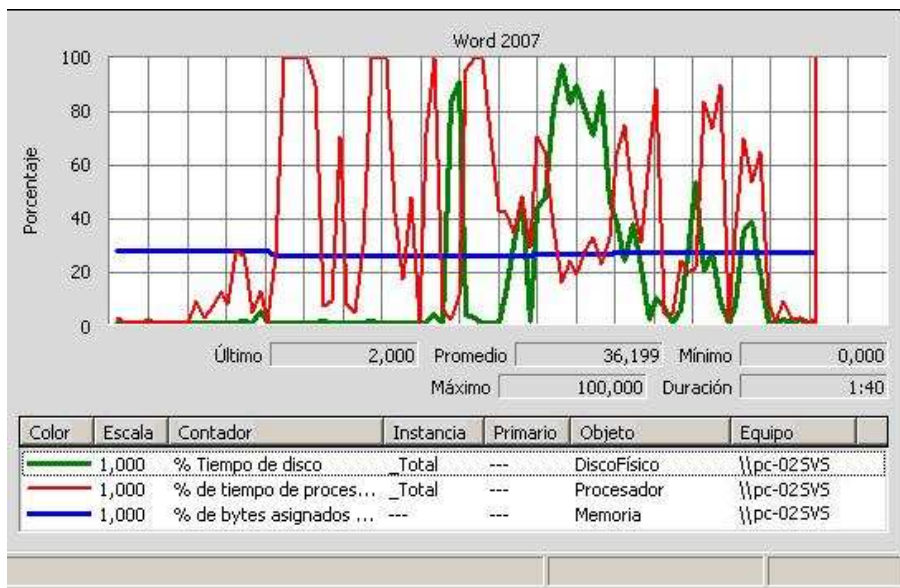 Word 2007
100
80
60
40
20
0
Porcentaje
Último 2,000 Promedio 36,199 Mínimo 0,000
Máximo 100,000 Duración 1:40
Color Escala Contador Instancia Primario Objeto Equipo
1,000 % Tiempo de disco _Total --- DiscoFísico \\pc-02SVS
1,000 % de tiempo de proces... _Total --- Procesador \\pc-02SVS
1,000 % de bytes asignados ... --- --- Memoria \\pc-02SVS